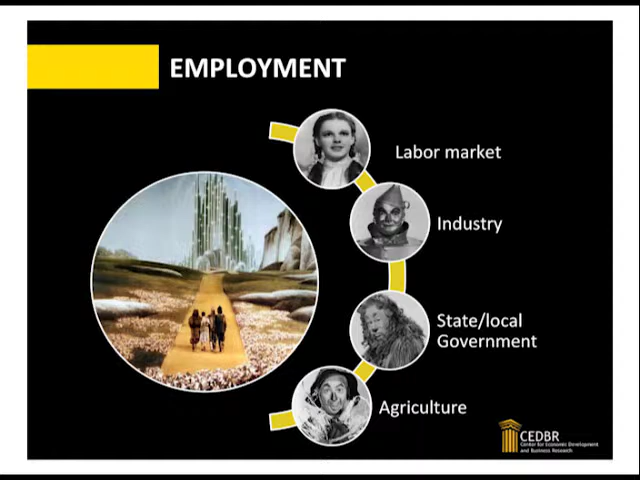 EMPLOYMENT
Labor market
Industry
State/local
Government
Agriculture
CEDBR
Center for Economic Development
and Business Research